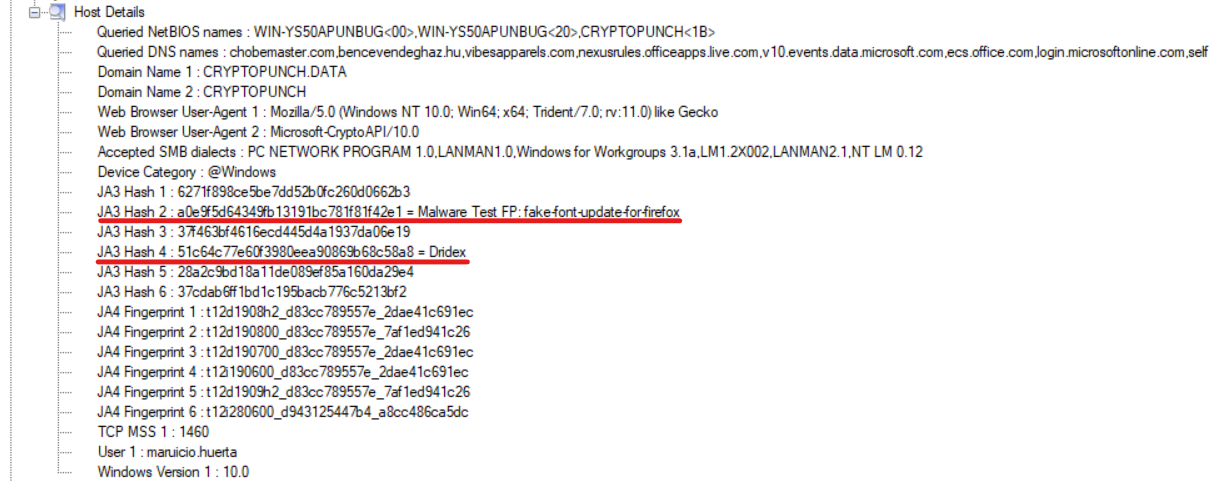 Host Details
Queried NetBIOS names : WIN-YS50APUNBUG<00>,WIN-YS50APUNBUG<20>,CRYPTOPUNCH<1B>
Queried DNS names : chobemaster.com,bencevendeghaz.hu,vibesapparels.com,nexusrules.officeapps.live.com,v10.events.data.microsoft.com,ecs.office.com,login.microsoftonline.com,self
Domain Name 1 : CRYPTOPUNCH.DATA
Domain Name 2 : CRYPTOPUNCH
Web Browser User-Agent 1 : Mozilla/5.0 (Windows NT 10.0; Win64; x64; Trident/7.0; rv:11.0) like Gecko
Web Browser User-Agent 2 : Microsoft-CryptoAPI/10.0
Accepted SMB dialects : PC NETWORK PROGRAM 1.0,LANMAN1.0,Windows for Workgroups 3.1a,LM1.2X002,LANMAN2.1,NT LM 0.12
Device Category : @Windows
JA3 Hash 1 : 6271f898ce5be7dd52b0fc260d0662b3
JA3 Hash 2 : a0e9f5d64349fb13191bc781f81f42e1 = Malware Test FP: fake-font-update-for-firefox
JA3 Hash 3 : 37f463bf4616ecd445d4a1937da06e19
JA3 Hash 4 : 51c64c77e60f3980eea90869b68c58a8 = Dridex
JA3 Hash 5 : 28a2c9bd18a11de089ef85a160da29e4
JA3 Hash 6 : 37cdab6ff1bd1c195bacb776c5213bf2
JA4 Fingerprint 1 : t12d1908h2_d83cc789557e_2dae41c691ec
JA4 Fingerprint 2 : t12d190800_d83cc789557e_7af1ed941c26
JA4 Fingerprint 3 : t12d190700_d83cc789557e_2dae41c691ec
JA4 Fingerprint 4 : t12i190600_d83cc789557e_2dae41c691ec
JA4 Fingerprint 5 : t12d1909h2_d83cc789557e_7af1ed941c26
JA4 Fingerprint 6 : t12i280600_d943125447b4_a8cc486ca5dc
TCP MSS 1 : 1460
User 1 : maruicio.huerta
Windows Version 1 : 10.0